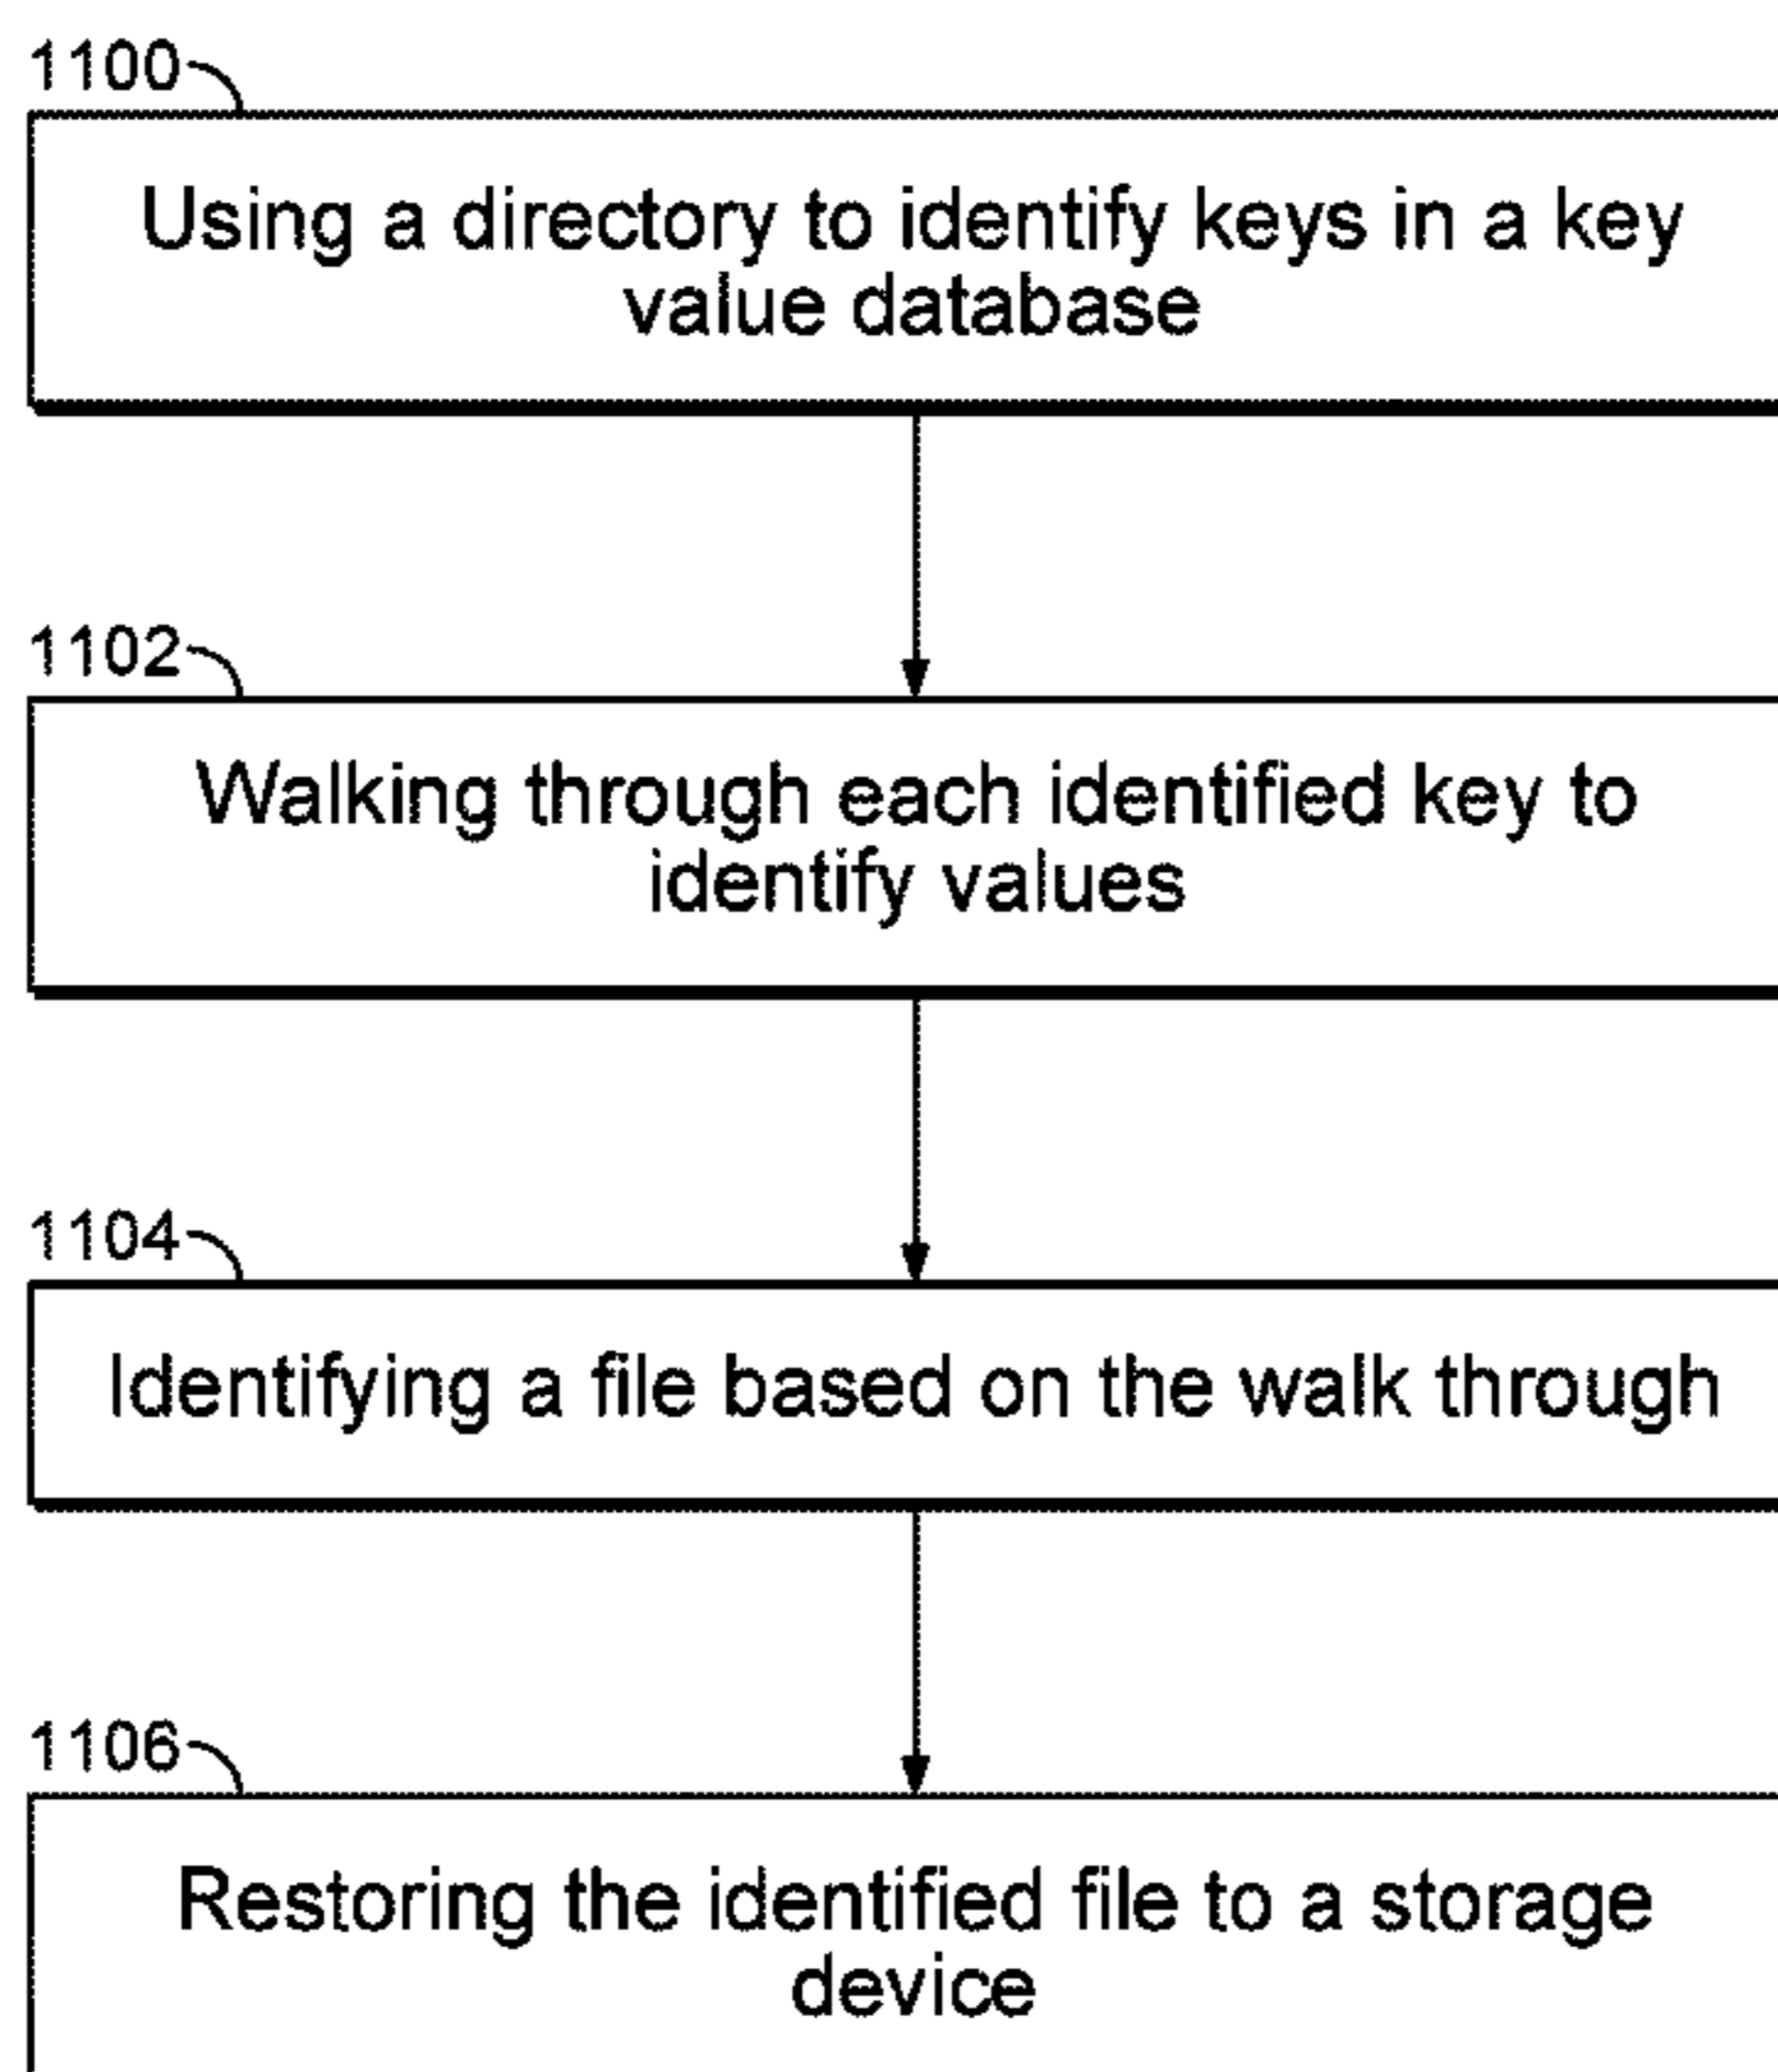 1100
Using a directory to identify keys in a key
value database
1102
Walking through each identified key to
identify values
1104
Identifying a file based on the walk through
1106
Restoring the identified file to a storage
device